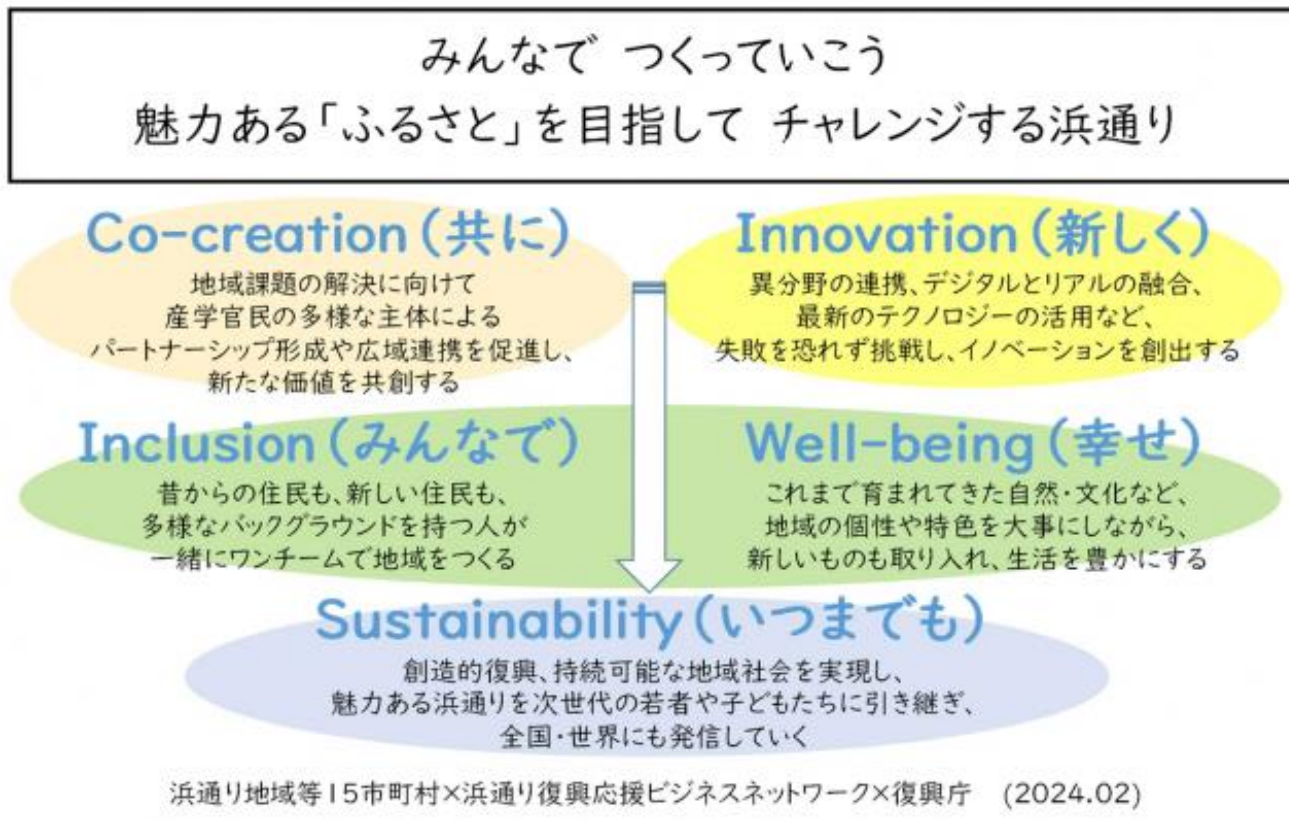 みんなで つくっていこう
魅力ある「ふるさと」を目指して チャレンジする浜通り
Co-creation(共に)
地域課題の解決に向けて
産学官民の多様な主体による
パートナーシップ形成や広域連携を促進し、
新たな価値を共創する
Innovation(新しく)
異分野の連携、デジタルとリアルの融合、
最新のテクノロジーの活用など、
失敗を恐れず挑戦し、イノベーションを創出する
Inclusion(みんなで)
昔からの住民も、新しい住民も、
多様なバックグラウンドを持つ人が
一緒にワンチームで地域をつくる
Well-being(幸せ)
これまで育まれてきた自然・文化など、
地域の個性や特色を大事にしながら、
新しいものも取り入れ、生活を豊かにする
Sustainability(いつまでも)
創造的復興、持続可能な地域社会を実現し、
魅力ある浜通りを次世代の若者や子どもたちに引き継ぎ、
全国・世界にも発信していく
浜通り地域等15市町村×浜通り復興応援ビジネスネットワーク×復興庁 (2024.02)